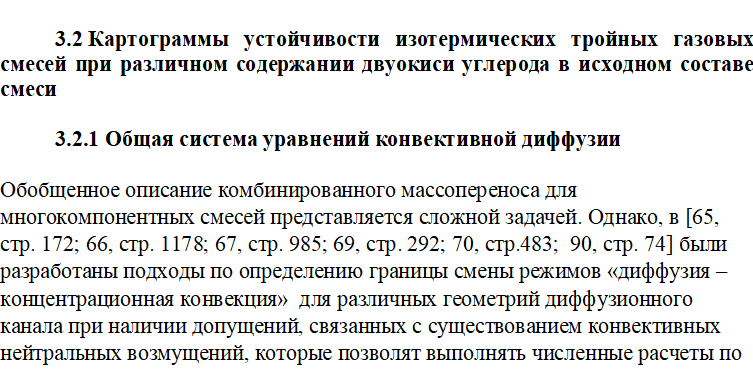 3.2 Картограммы устойчивости изотермических тройных газовых
смесей при различном содержании двуокиси углерода в исходном составе
смеси
3.2.1 Общая система уравнений конвективной диффузии
Обобщенное описание комбинированного массопереноса для
многокомпонентных смесей представляется сложной задачей. Однако, в [65,
стр. 172; 66, стр. 1178; 67, стр. 985; 69, стр. 292; 70, стр.483;  90, стр. 74] были
разработаны подходы по определению границы смены режимов «диффузия –
концентрационная конвекция»  для различных геометрий диффузионного
канала при наличии допущений, связанных с существованием конвективных
нейтральных возмущений, которые позволят выполнять численные расчеты по